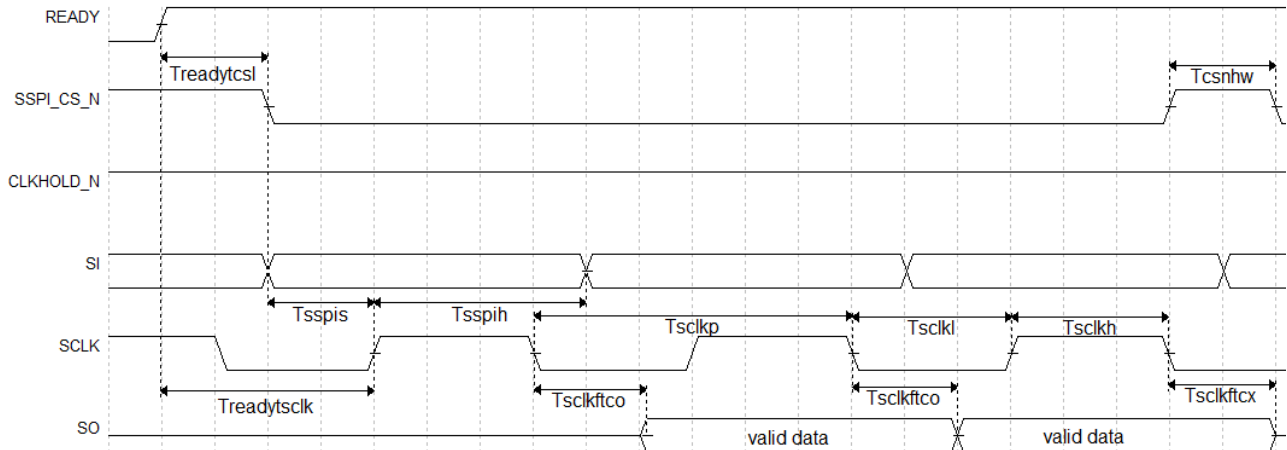 READY
Treadytcsl
Tcsnhw
SSPI_CS_N
CLKHOLD_N
SI
Tsspis
Tsspih
Tsclkp
Tsclkl
Tsclkh
SCLK
Treadytsclk
Tsclkftco
Tsclkftco
Tsclkftcx
SO
valid data
valid data